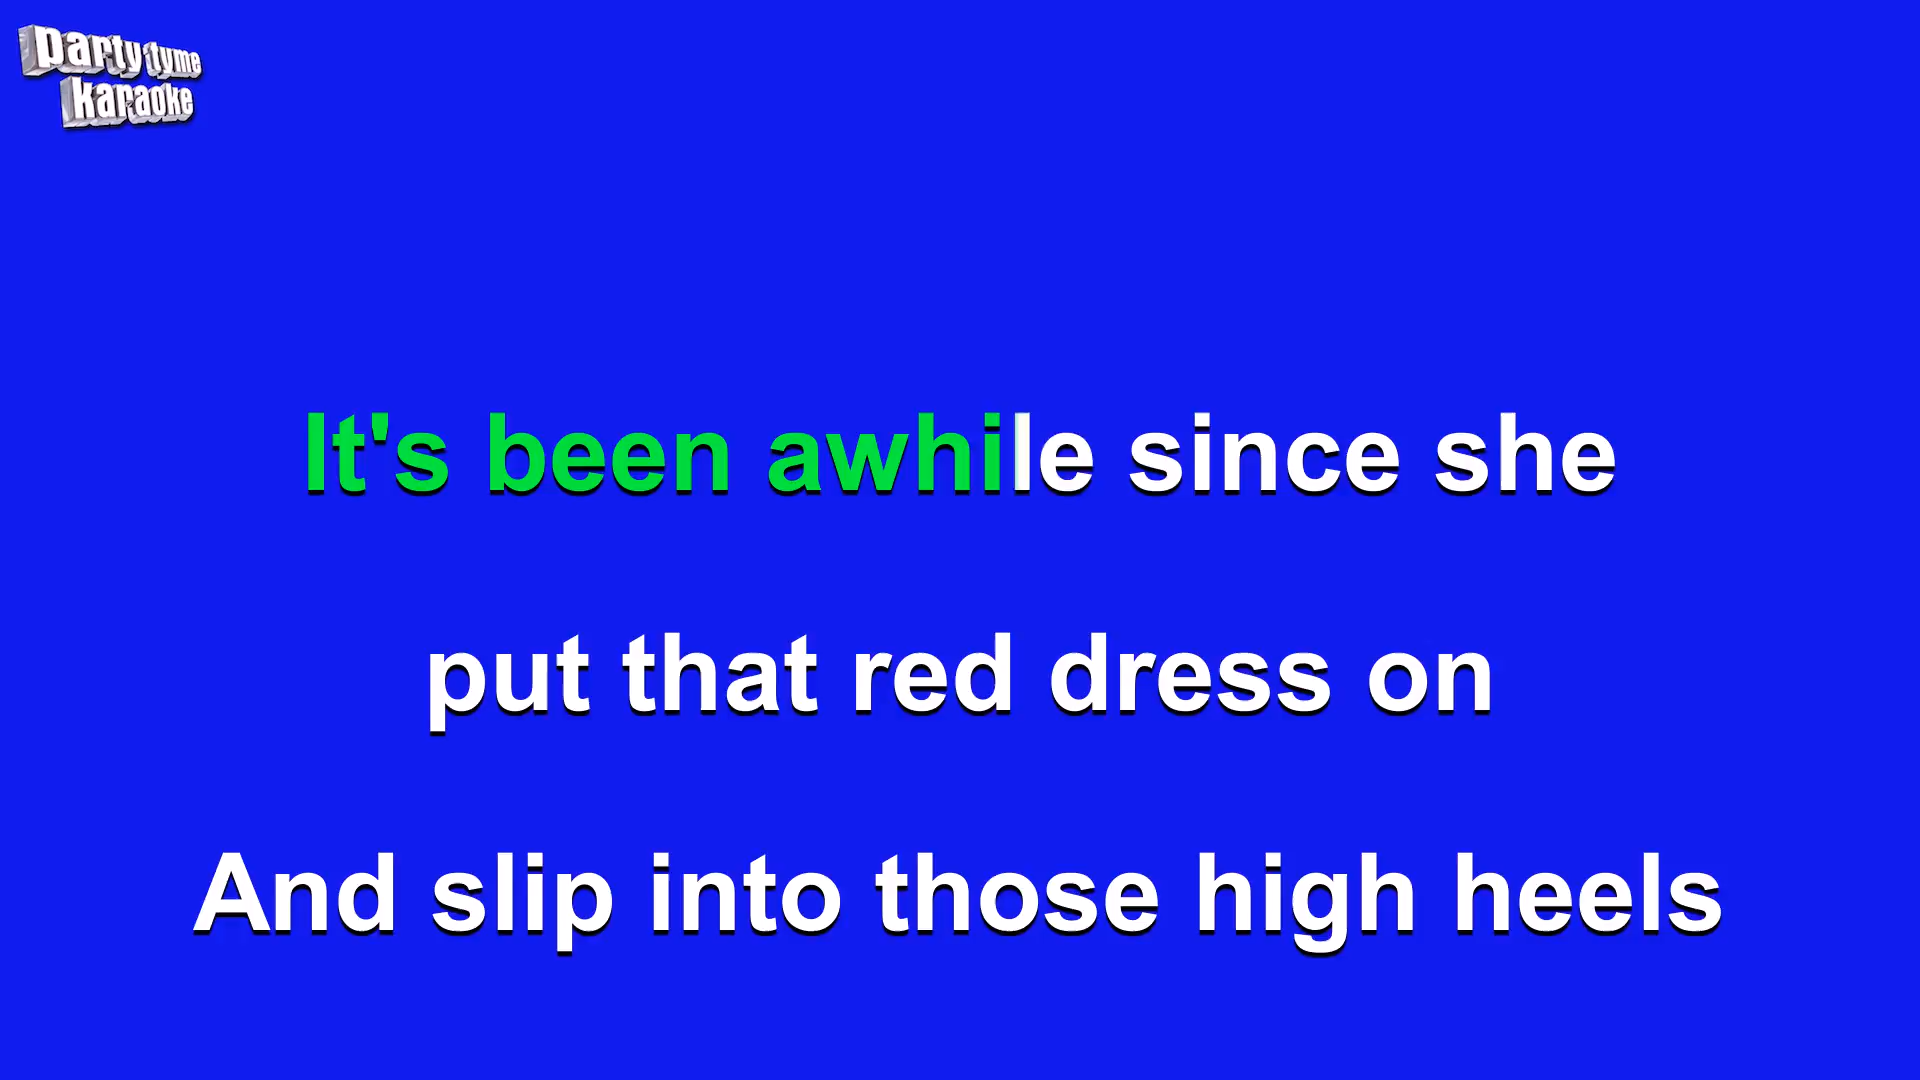 party tyme
karaoke
It's been awhile since she
put that red dress on
And slip into those high heels